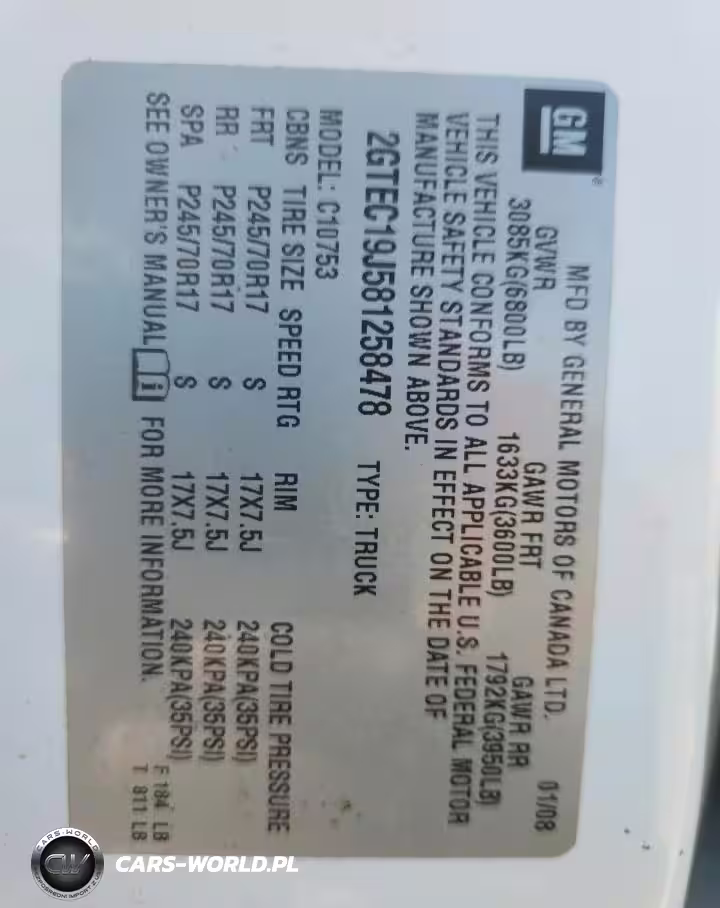 GM
MFD BY GENERAL MOTORS OF CANADA LTD. 01/08
GVWR GAWR FRT GAWR RR
3085KG(6800LB) 1633KG(3600LB) 1792KG(3950LB)
THIS VEHICLE CONFORMS TO ALL APPLICABLE U.S. FEDERAL MOTOR
VEHICLE SAFETY STANDARDS IN EFFECT ON THE DATE OF
MANUFACTURE SHOWN ABOVE.
2GTEC19J581258478 TYPE: TRUCK
MODEL: C10753
CBNS TIRE SIZE SPEED RTG RIM COLD TIRE PRESSURE
FRT P245/70R17 S 17X7.5J 240KPA(35PSI)
RR P245/70R17 S 17X7.5J 240KPA(35PSI)
SPA P245/70R17 S 17X7.5J 240KPA(35PSI)
SEE OWNER'S MANUAL FOR MORE INFORMATION.
F 184 LB
T 811 LB
CARS-WORLD
CW
CARS-WORLD.PL